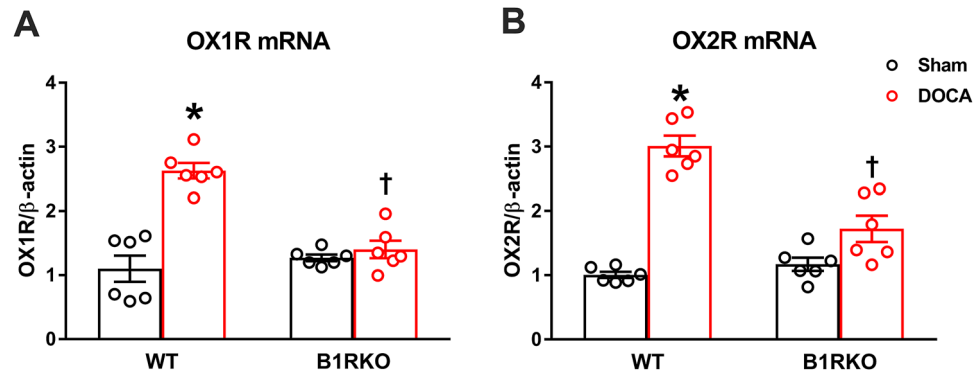 A
OX1R mRNA
OX1R/β-actin
4
3
2
1
0
*
†
WT
B1RKO
B
OX2R mRNA
OX2R/β-actin
4
3
2
1
0
*
†
WT
B1RKO
Sham
DOCA